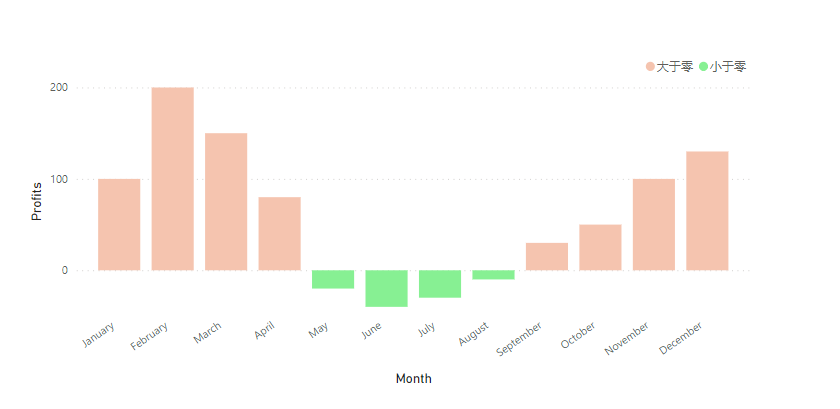 大于零 小于零
200
100
0
Profits
January
February
March
April
May
June
July
August
September
October
November
December
Month